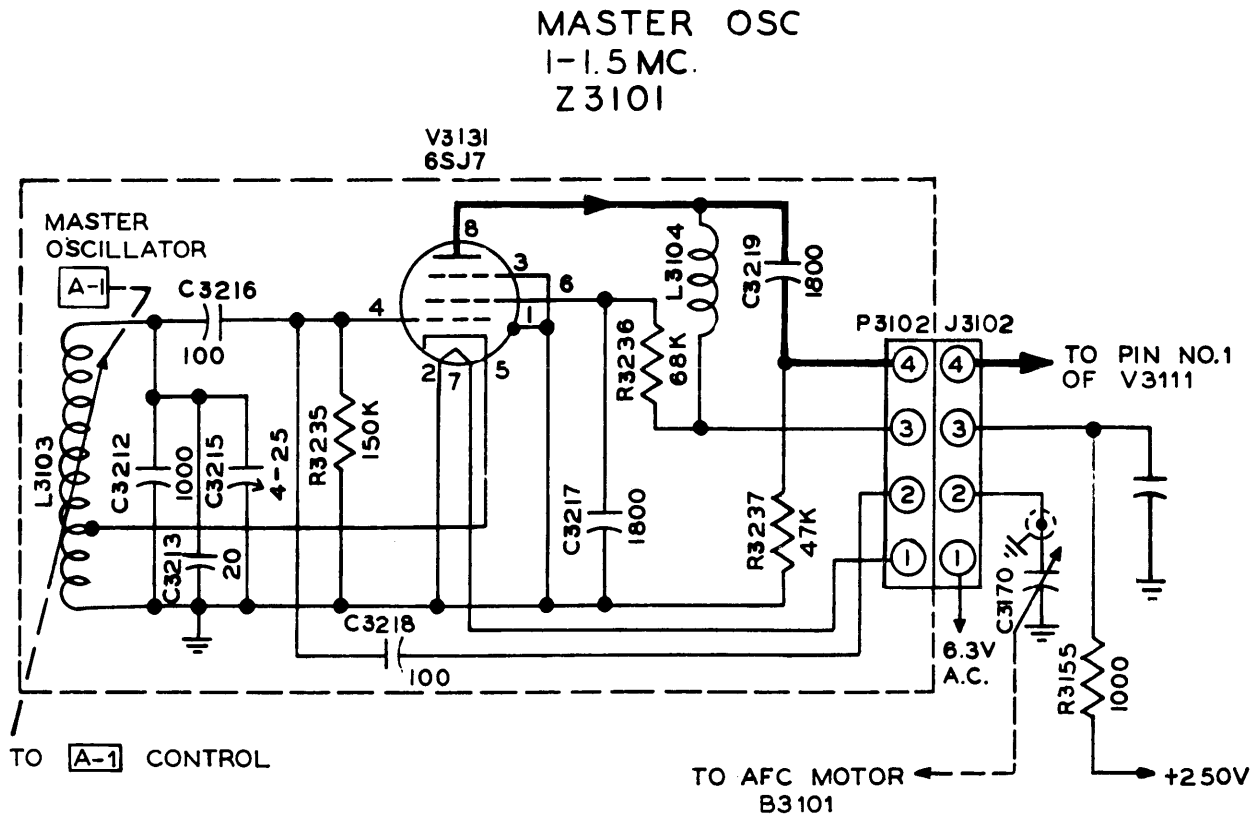 MASTER OSC
1-1.5 MC.
Z 3101
V3131
6SJ7
MASTER
OSCILLATOR
A-1
C3216
100
4
8
3
6
1
2
7
5
L3103
C3212
1000
C3215
4-25
C3213
20
R3235
150K
C3217
1800
R3236
68K
L3104
C3219
1800
R3237
47K
C3218
100
P3102
J3102
4
4
3
3
2
2
1
1
TO PIN NO.1
OF V3111
6.3V
A.C.
C3170
R3155
1000
TO A-1 CONTROL
TO AFC MOTOR
B3101
+250V